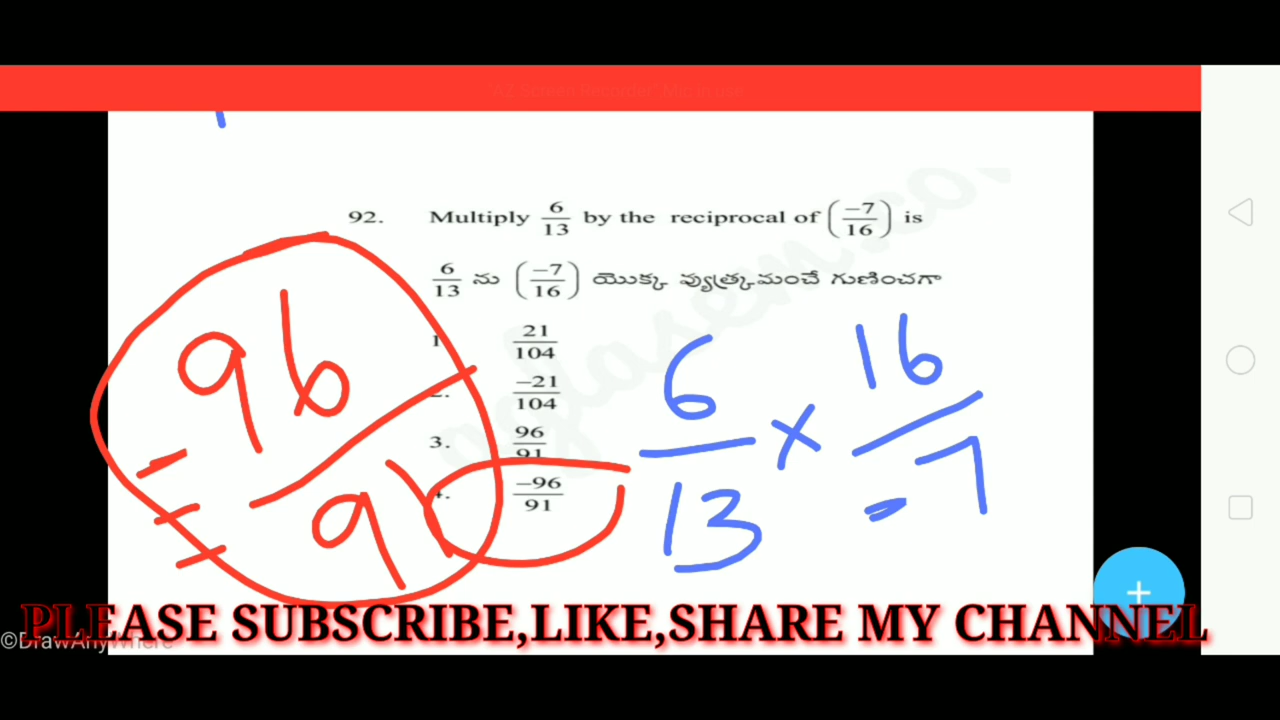 92. Multiply 6/13 by the reciprocal of (-7/16) is
6/13 ను (-7/16) యొక్క వ్యుత్క్రమంచే గుణించగా
1 21/104
2. -21/104
3. 96/91
4. -96/91
6/13 × 16/-7
= -96/91
PLEASE SUBSCRIBE,LIKE,SHARE MY CHANNEL
©DrawAnywhere